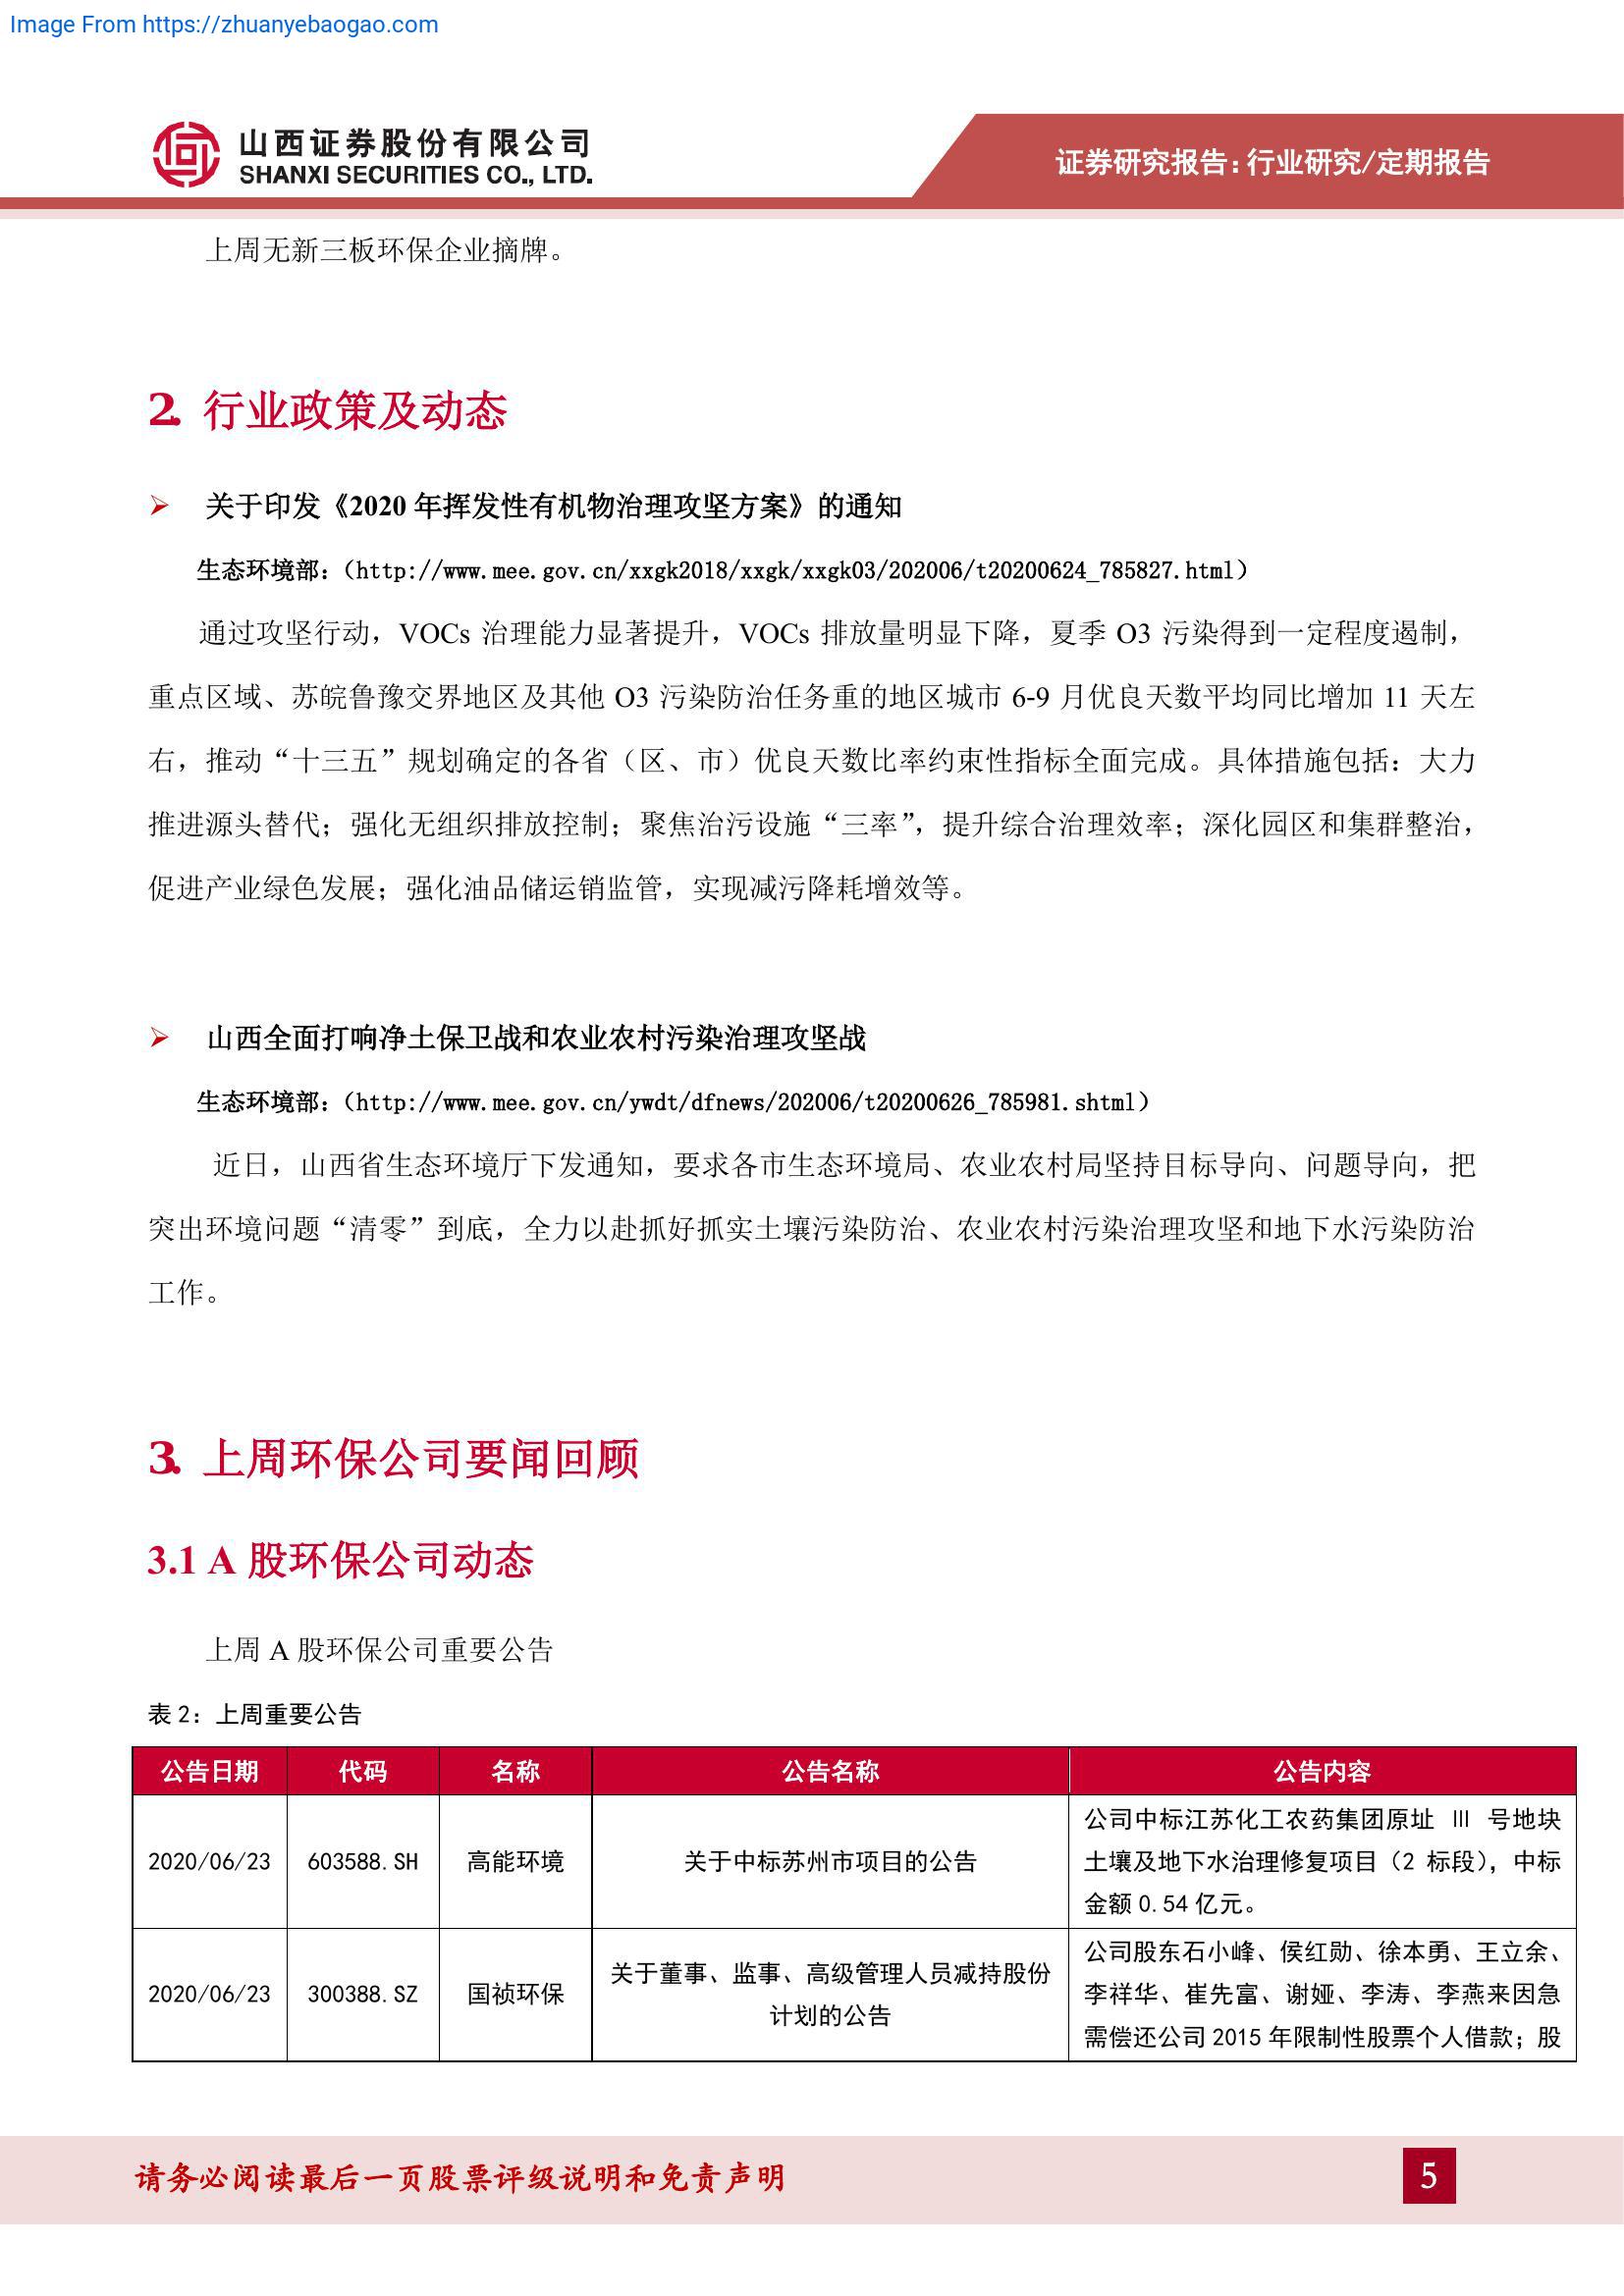 Image From https://zhuanyebaogao.com
山西证券股份有限公司
SHANXI SECURITIES CO., LTD.
证券研究报告：行业研究/定期报告
上周无新三板环保企业摘牌。
2. 行业政策及动态
➢ 关于印发《2020 年挥发性有机物治理攻坚方案》的通知
生态环境部：（http://www.mee.gov.cn/xxgk2018/xxgk/xxgk03/202006/t20200624_785827.html）
通过攻坚行动，VOCs 治理能力显著提升，VOCs 排放量明显下降，夏季 O3 污染得到一定程度遏制，
重点区域、苏皖鲁豫交界地区及其他 O3 污染防治任务重的地区城市 6-9 月优良天数平均同比增加 11 天左
右，推动“十三五”规划确定的各省（区、市）优良天数比率约束性指标全面完成。具体措施包括：大力
推进源头替代；强化无组织排放控制；聚焦治污设施“三率”，提升综合治理效率；深化园区和集群整治，
促进产业绿色发展；强化油品储运销监管，实现减污降耗增效等。
➢ 山西全面打响净土保卫战和农业农村污染治理攻坚战
生态环境部：（http://www.mee.gov.cn/ywdt/dfnews/202006/t20200626_785981.shtml）
近日，山西省生态环境厅下发通知，要求各市生态环境局、农业农村局坚持目标导向、问题导向，把
突出环境问题“清零”到底，全力以赴抓好抓实土壤污染防治、农业农村污染治理攻坚和地下水污染防治
工作。
3. 上周环保公司要闻回顾
3.1 A 股环保公司动态
上周 A 股环保公司重要公告
表 2：上周重要公告
公告日期 代码 名称 公告名称 公告内容
2020/06/23 603588.SH 高能环境 关于中标苏州市项目的公告 公司中标江苏化工农药集团原址 Ⅲ 号地块
土壤及地下水治理修复项目（2 标段），中标
金额 0.54 亿元。
2020/06/23 300388.SZ 国祯环保 关于董事、监事、高级管理人员减持股份
计划的公告
公司股东石小峰、侯红勋、徐本勇、王立余、
李祥华、崔先富、谢娅、李涛、李燕来因急
需偿还公司 2015 年限制性股票个人借款；股
请务必阅读最后一页股票评级说明和免责声明
5